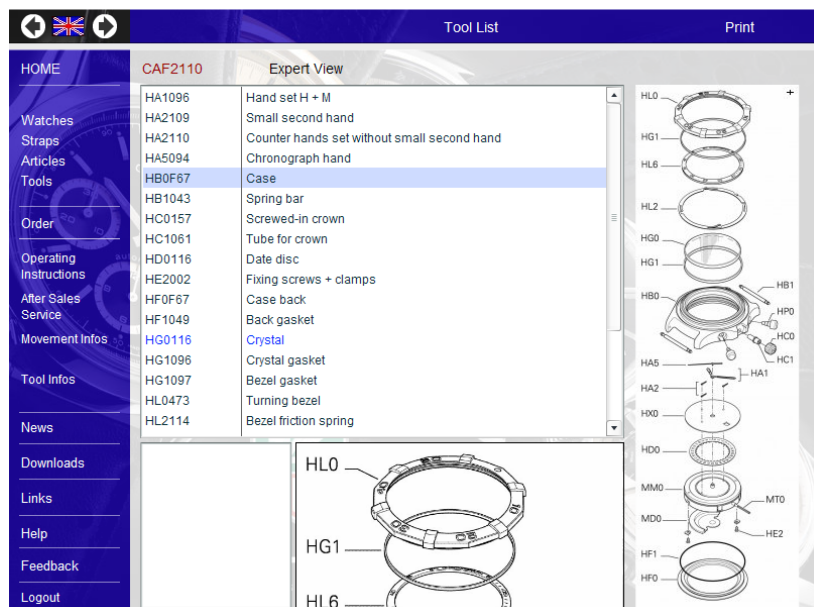 Tool List
Print
HOME
Watches
Straps
Articles
Tools
Order
Operating
Instructions
After Sales
Service
Movement Infos
Tool Infos
News
Downloads
Links
Help
Feedback
Logout
CAF2110 Expert View
HA1096 Hand set H + M
HA2109 Small second hand
HA2110 Counter hands set without small second hand
HA5094 Chronograph hand
HB0F67 Case
HB1043 Spring bar
HC0157 Screwed-in crown
HC1061 Tube for crown
HD0116 Date disc
HE2002 Fixing screws + clamps
HF0F67 Case back
HF1049 Back gasket
HG0116 Crystal
HG1096 Crystal gasket
HG1097 Bezel gasket
HL0473 Turning bezel
HL2114 Bezel friction spring
HL0
HG1
HL6
+
HL0
HG1
HL6
HL2
HG0
HG1
HB1
HB0
HP0
HC0
HC1
HA5
HA1
HA2
HX0
HD0
MM0
MT0
MD0
HE2
HF1
HF0